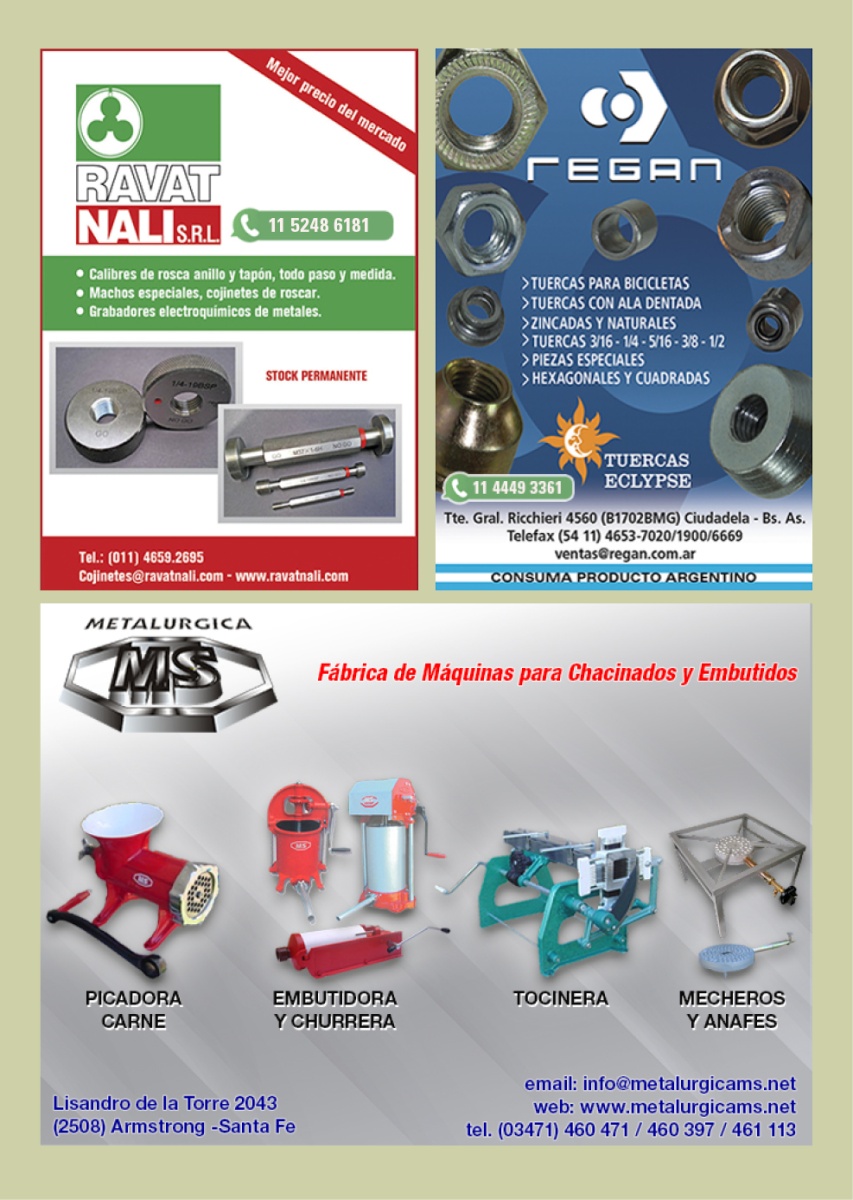 Mejor precio del mercado
RAVAT
NALI S.R.L.
11 5248 6181
• Calibres de rosca anillo y tapón, todo paso y medida.
• Machos especiales, cojinetes de roscar.
• Grabadores electroquímicos de metales.
STOCK PERMANENTE
GO
1/4-19BSP
GO
Tel.: (011) 4659.2695
Cojinetes@ravatnali.com - www.ravatnali.com
REGAN
>TUERCAS PARA BICICLETAS
>TUERCAS CON ALA DENTADA
>ZINCADAS Y NATURALES
>TUERCAS 3/16 - 1/4 - 5/16 - 3/8 - 1/2
>PIEZAS ESPECIALES
>HEXAGONALES Y CUADRADAS
TUERCAS
ECLYPSE
11 4449 3361
Tte. Gral. Ricchieri 4560 (B1702BMG) Ciudadela - Bs. As.
Telefax (54 11) 4653-7020/1900/6669
ventas@regan.com.ar
CONSUMA PRODUCTO ARGENTINO
METALURGICA
MS
Fábrica de Máquinas para Chacinados y Embutidos
MS
PICADORA
CARNE
EMBUTIDORA
Y CHURRERA
TOCINERA
MECHEROS
Y ANAFES
Lisandro de la Torre 2043
(2508) Armstrong -Santa Fe
email: info@metalurgicams.net
web: www.metalurgicams.net
tel. (03471) 460 471 / 460 397 / 461 113